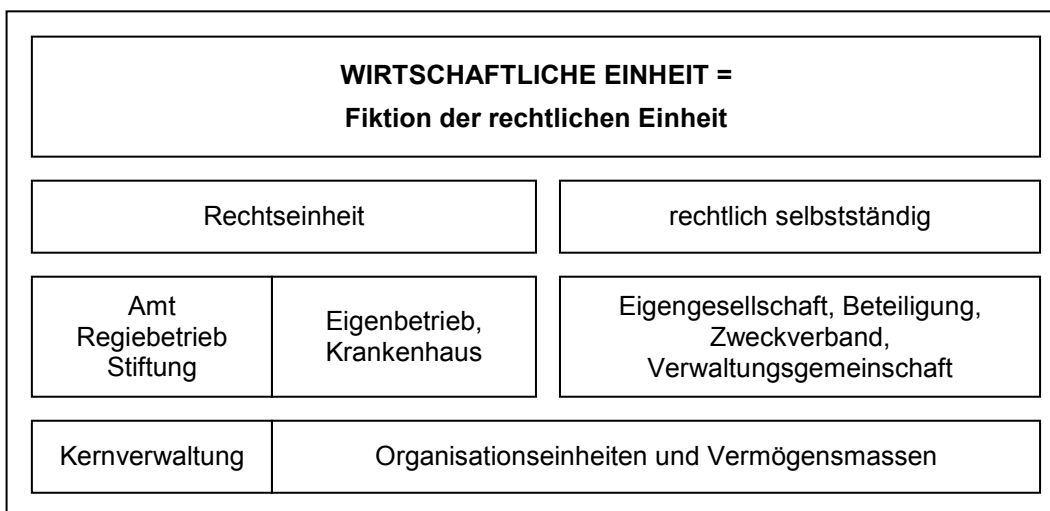 WIRTSCHAFTLICHE EINHEIT =
Fiktion der rechtlichen Einheit
Rechtseinheit
rechtlich selbstständig
Amt
Regiebetrieb
Stiftung
Eigenbetrieb,
Krankenhaus
Eigengesellschaft, Beteiligung,
Zweckverband,
Verwaltungsgemeinschaft
Kernverwaltung
Organisationseinheiten und Vermögensmassen